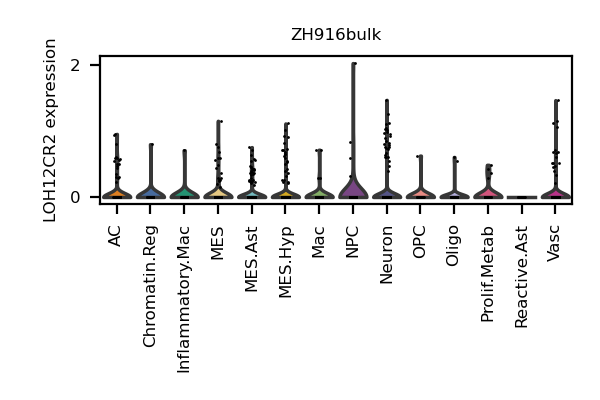 ZH916bulk
LOH12CR2 expression
2
0
AC
Chromatin.Reg
Inflammatory.Mac
MES
MES.Ast
MES.Hyp
Mac
NPC
Neuron
OPC
Oligo
Prolif.Metab
Reactive.Ast
Vasc